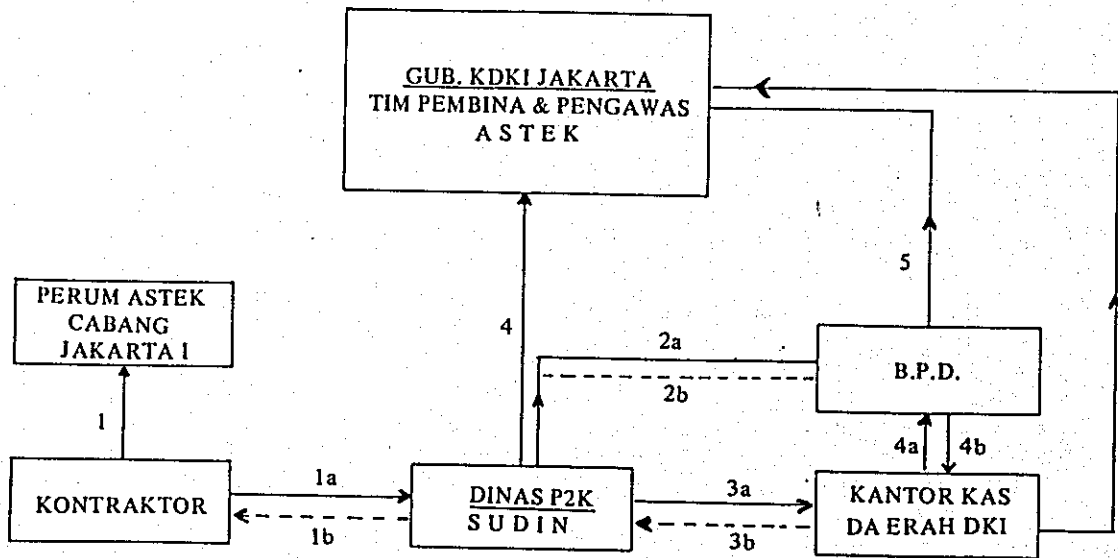 GUB. KDKI JAKARTA
TIM PEMBINA & PENGAWAS
A S T E K
PERUM ASTEK
CABANG
JAKARTA I
4
5
2a
2b
B.P.D.
1
4a
4b
KONTRAKTOR
1a
1b
DINAS P2K
S U D I N
3a
3b
KANTOR KAS
DA ERAH DKI